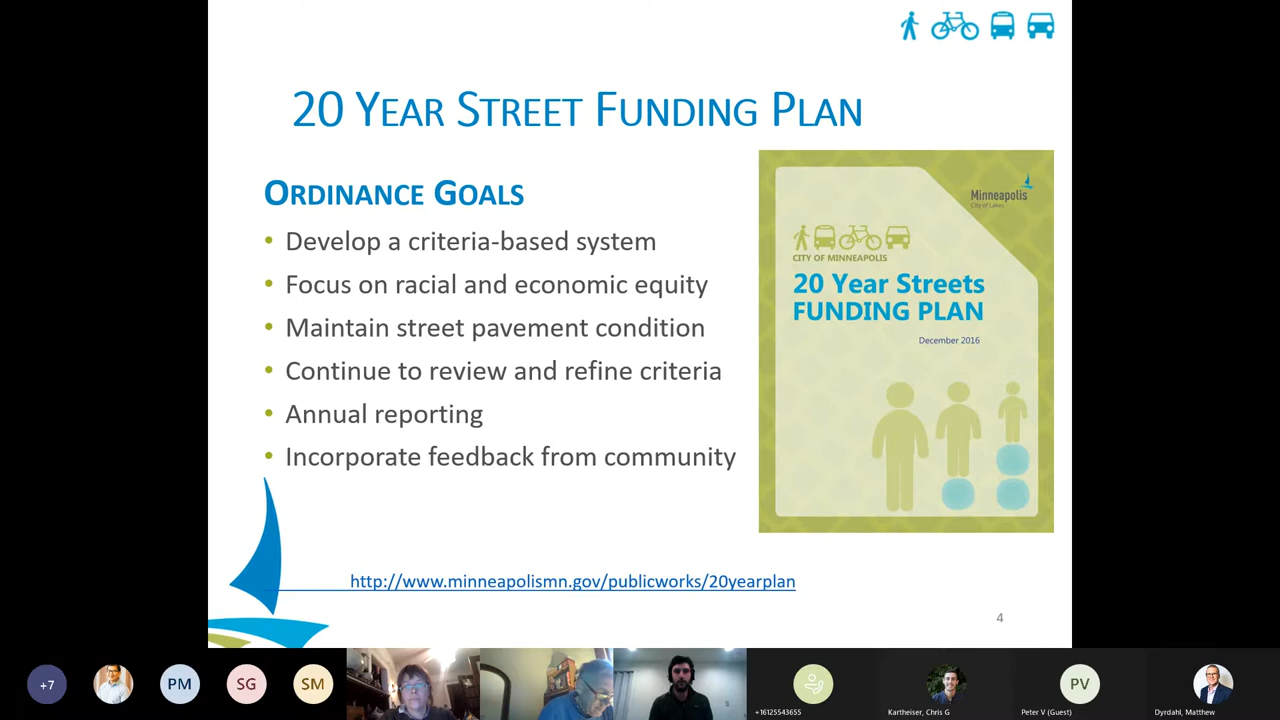 20 YEAR STREET FUNDING PLAN
ORDINANCE GOALS
• Develop a criteria-based system
• Focus on racial and economic equity
• Maintain street pavement condition
• Continue to review and refine criteria
• Annual reporting
• Incorporate feedback from community
Minneapolis
City of Lakes
CITY OF MINNEAPOLIS
20 Year Streets
FUNDING PLAN
December 2016
http://www.minneapolismn.gov/publicworks/20yearplan
4
+7
PM
SG
SM
+16125543655
Kartheiser, Chris G
PV
Peter V (Guest)
Dyrdahl, Matthew